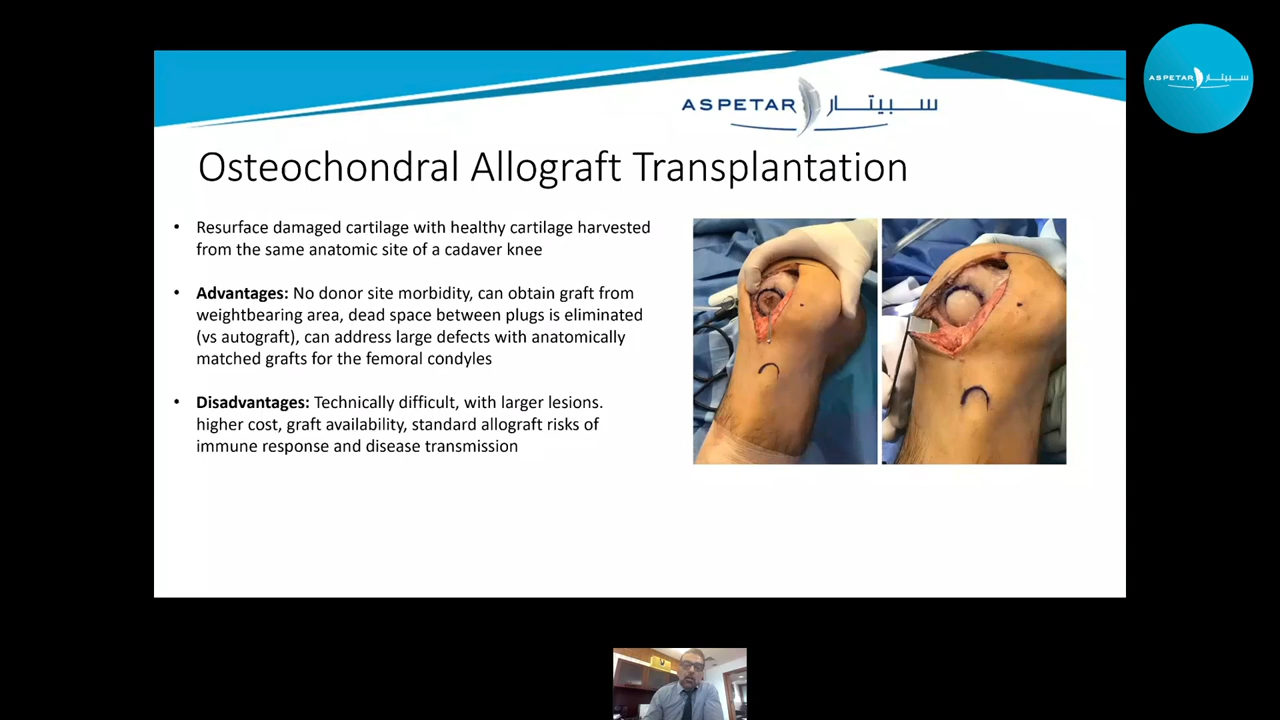 ASPETAR سبيتار
ASPETAR سبيتار
Osteochondral Allograft Transplantation
• Resurface damaged cartilage with healthy cartilage harvested
from the same anatomic site of a cadaver knee
• Advantages: No donor site morbidity, can obtain graft from
weightbearing area, dead space between plugs is eliminated
(vs autograft), can address large defects with anatomically
matched grafts for the femoral condyles
• Disadvantages: Technically difficult, with larger lesions.
higher cost, graft availability, standard allograft risks of
immune response and disease transmission